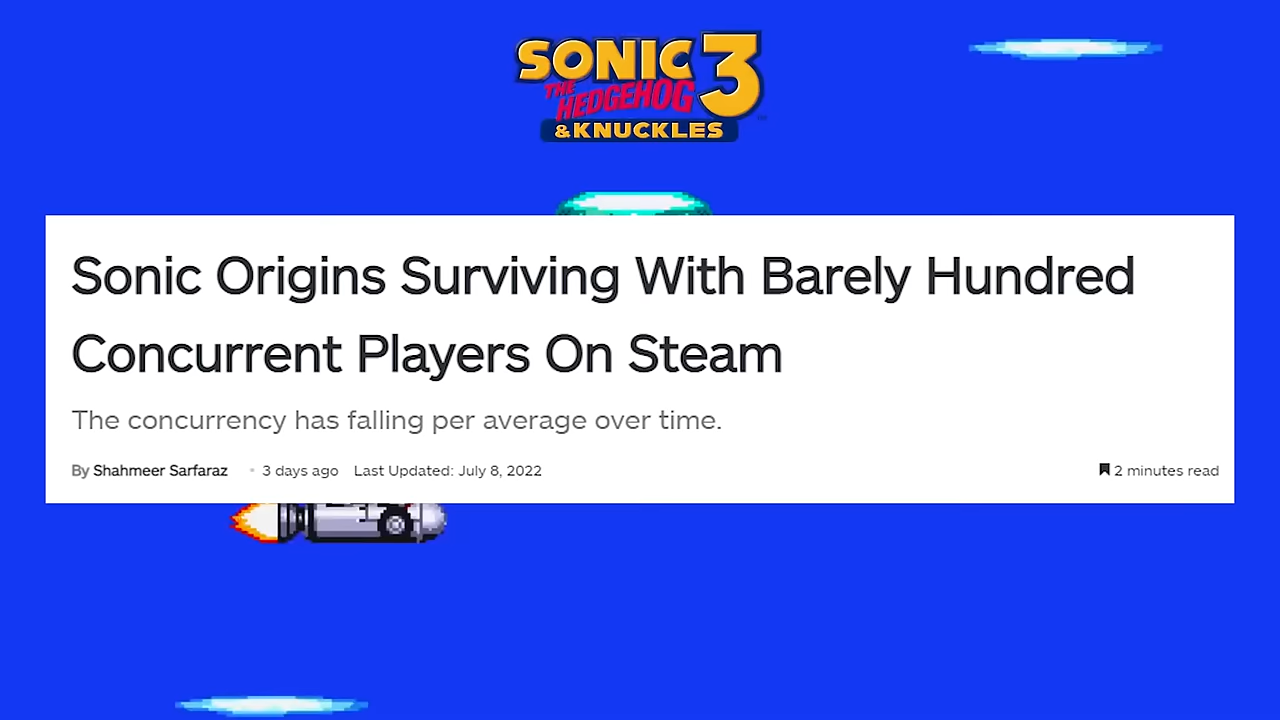 SONIC 3
THE
HEDGEHOG
&KNUCKLES
Sonic Origins Surviving With Barely Hundred
Concurrent Players On Steam
The concurrency has falling per average over time.
By Shahmeer Sarfaraz • 3 days ago Last Updated: July 8, 2022 2 minutes read